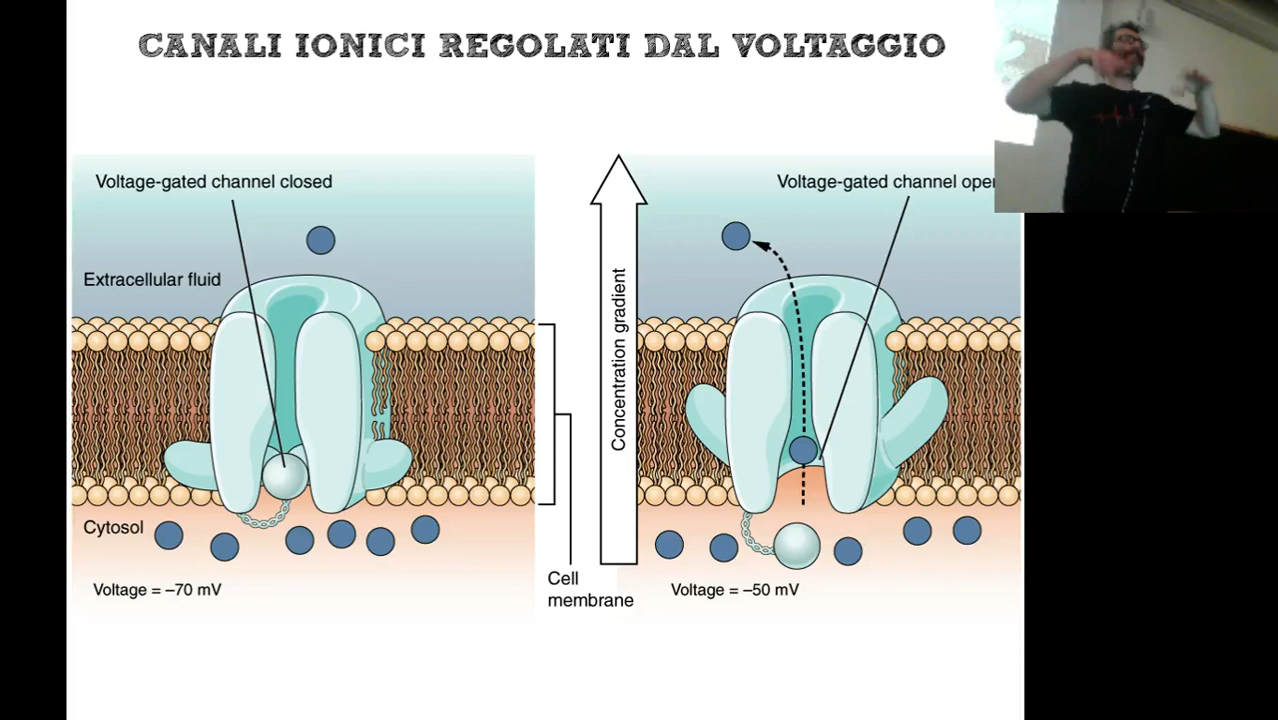 CANALI IONICI REGOLATI DAL VOLTAGGIO
Voltage-gated channel closed
Extracellular fluid
Cytosol
Voltage = –70 mV
Cell
membrane
Concentration gradient
Voltage-gated channel oper
Voltage = –50 mV